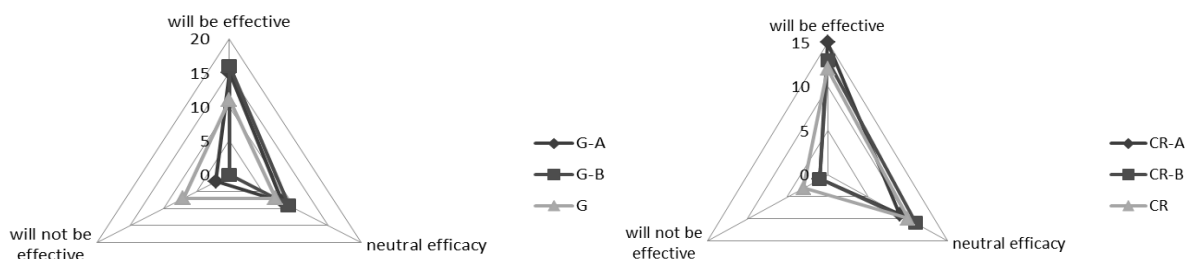 will be effective
20
15
10
5
0
will not be
effective
neutral efficacy
G-A
G-B
G
will be effective
15
10
5
0
will not be
effective
neutral efficacy
CR-A
CR-B
CR